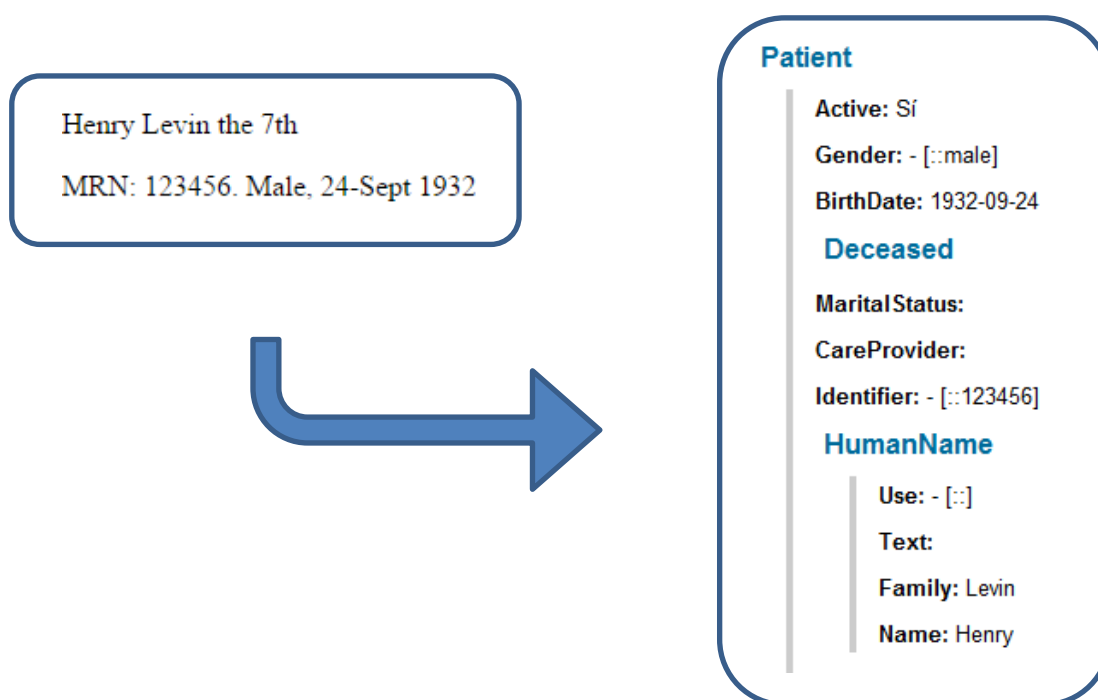 Henry Levin the 7th
MRN: 123456. Male, 24-Sept 1932
Patient
Active: Sí
Gender: - [::male]
BirthDate: 1932-09-24
Deceased
MaritalStatus:
CareProvider:
Identifier: - [::123456]
HumanName
Use: - [::]
Text:
Family: Levin
Name: Henry